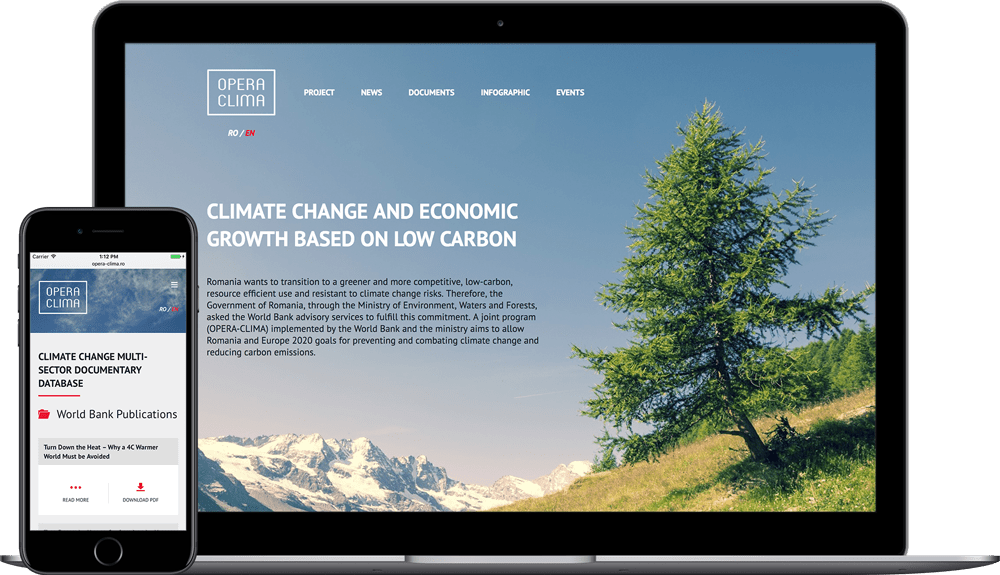 OPERA
CLIMA
PROJECT
NEWS
DOCUMENTS
INFOGRAPHIC
EVENTS
RO / EN
CLIMATE CHANGE AND ECONOMIC
GROWTH BASED ON LOW CARBON
Romania wants to transition to a greener and more competitive, low-carbon,
resource efficient use and resistant to climate change risks. Therefore, the
Government of Romania, through the Ministry of Environment, Waters and Forests,
asked the World Bank advisory services to fulfill this commitment. A joint program
(OPERA-CLIMA) implemented by the World Bank and the ministry aims to allow
Romania and Europe 2020 goals for preventing and combating climate change and
reducing carbon emissions.
Carrier
1:12 PM
opera-clima.ro
OPERA
CLIMA
RO / EN
CLIMATE CHANGE MULTI-
SECTOR DOCUMENTARY
DATABASE
World Bank Publications
Turn Down the Heat – Why a 4C Warmer
World Must be Avoided
READ MORE
DOWNLOAD PDF